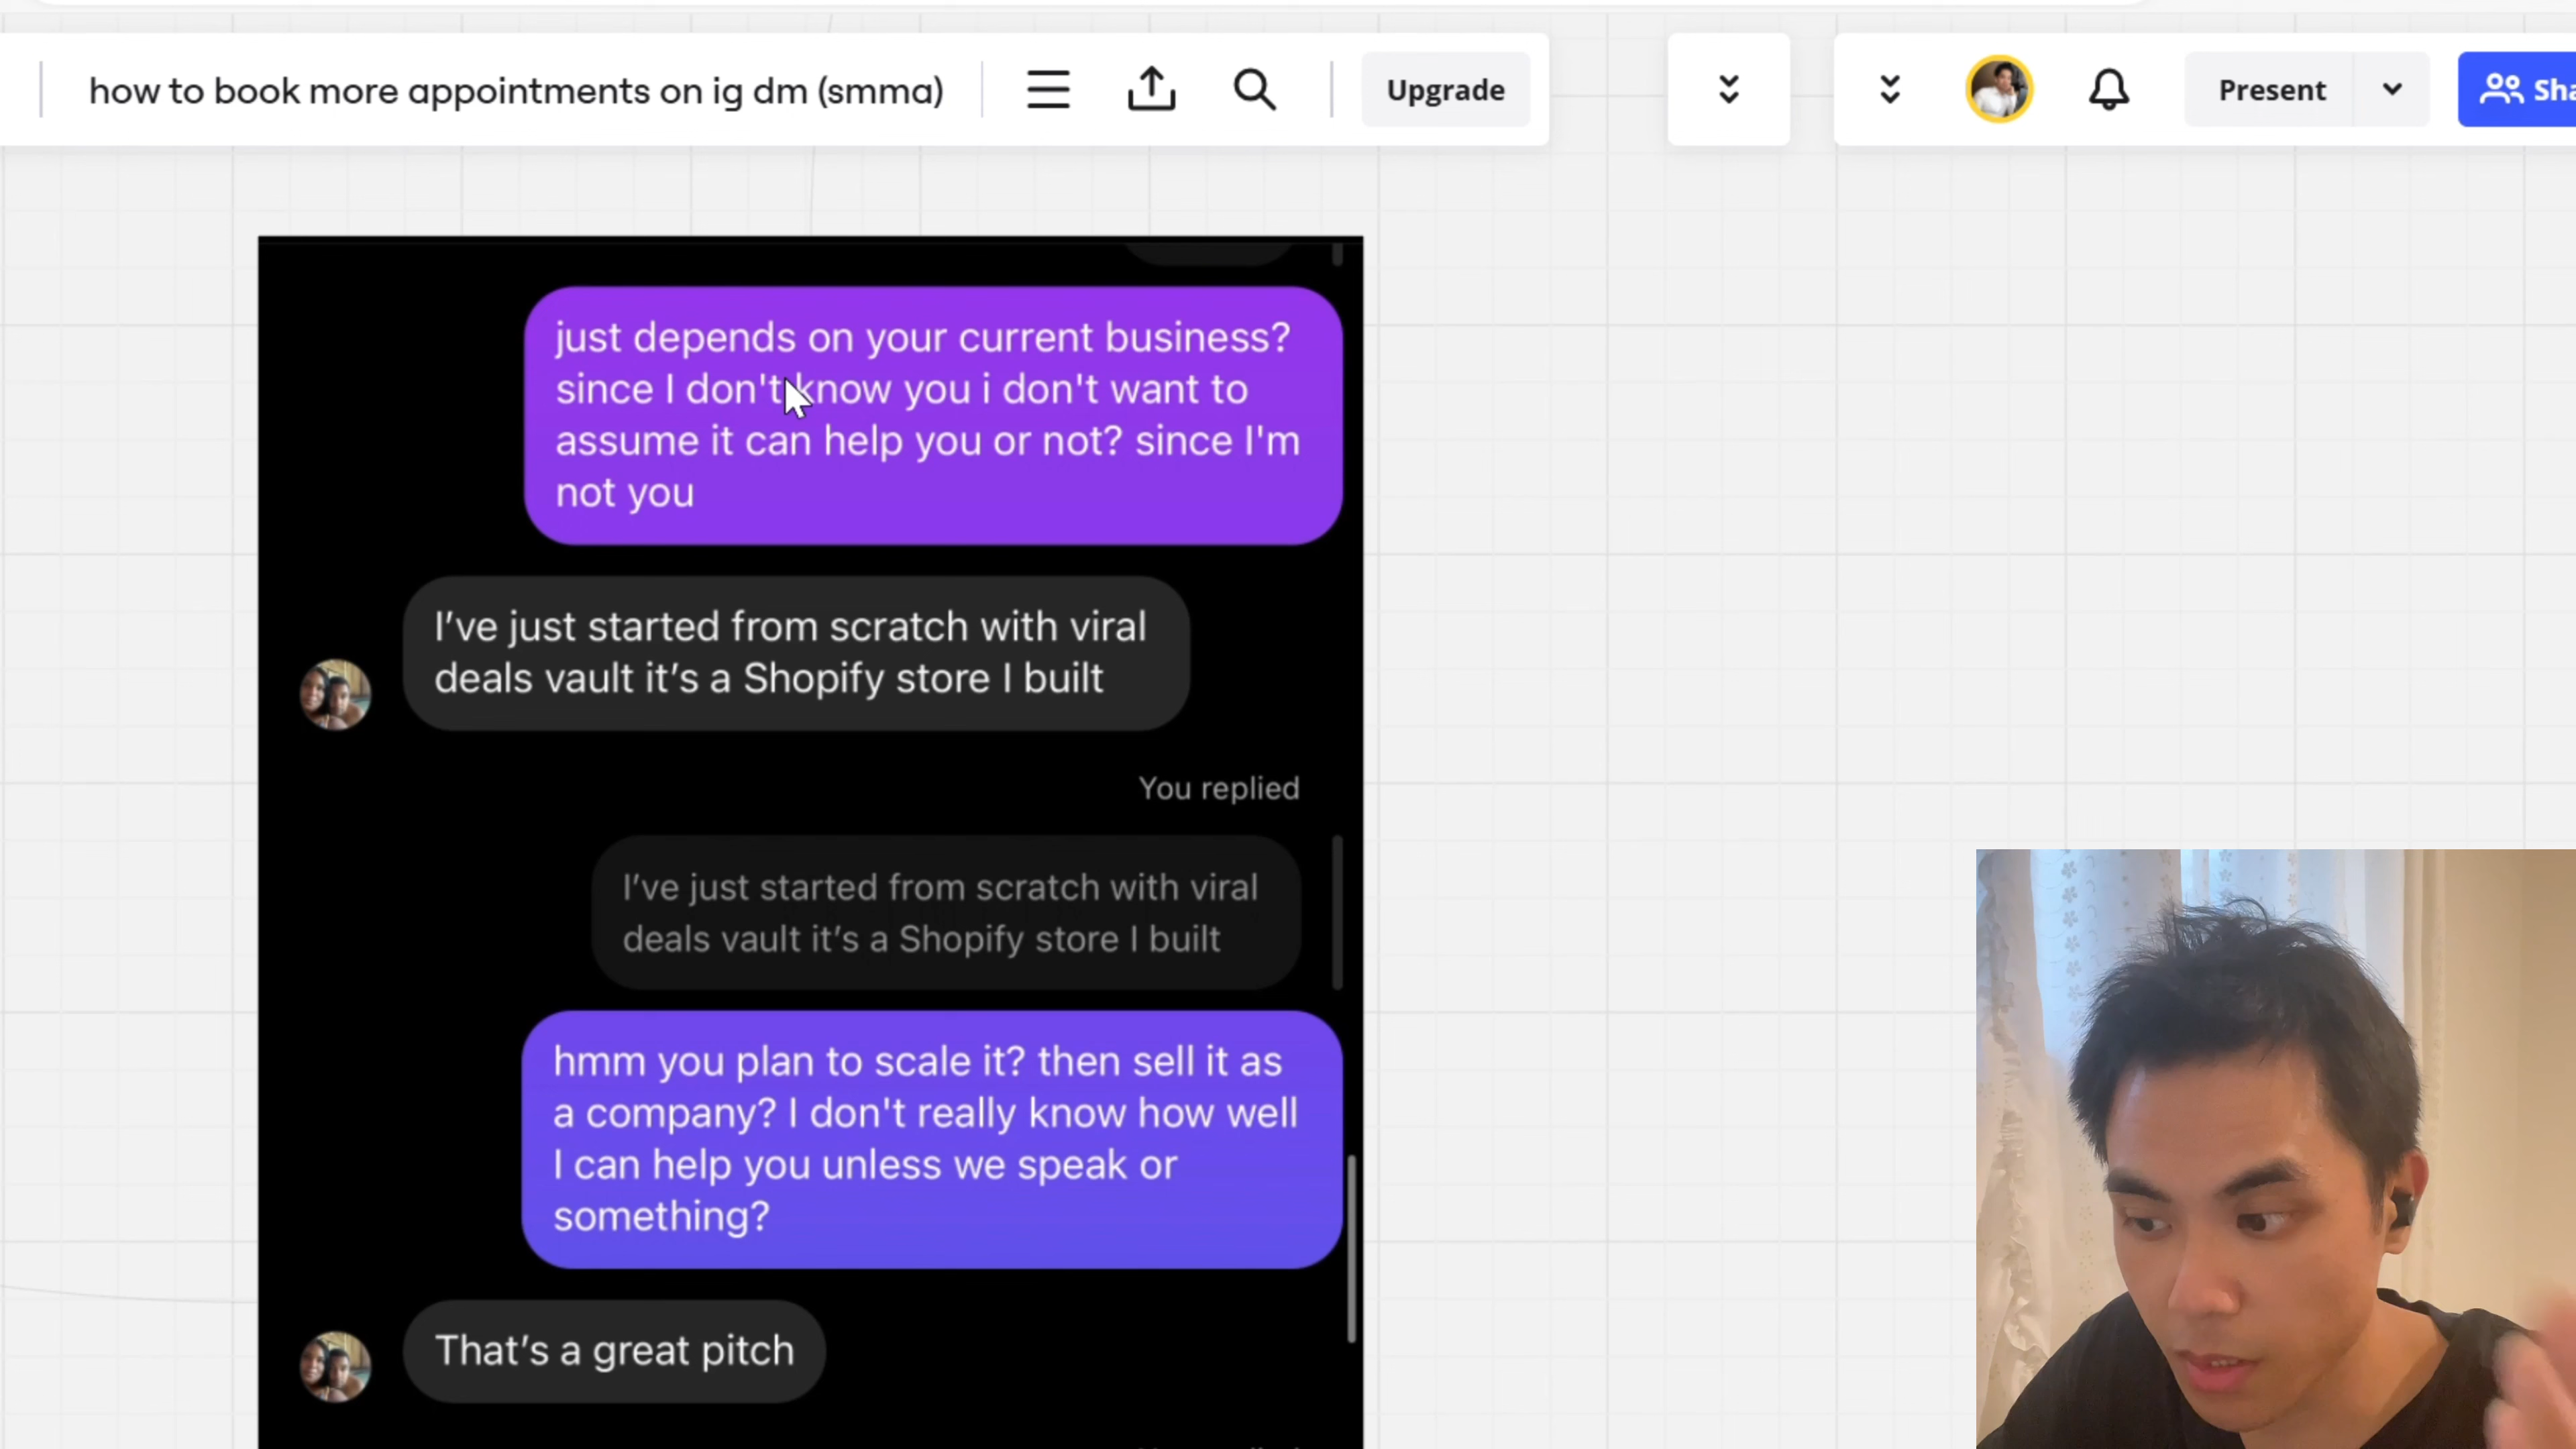 how to book more appointments on ig dm (smma)
Upgrade
Present
Sha
just depends on your current business?
since I don't know you i don't want to
assume it can help you or not? since I'm
not you
I've just started from scratch with viral
deals vault it's a Shopify store I built
You replied
I've just started from scratch with viral
deals vault it's a Shopify store I built
hmm you plan to scale it? then sell it as
a company? I don't really know how well
I can help you unless we speak or
something?
That's a great pitch